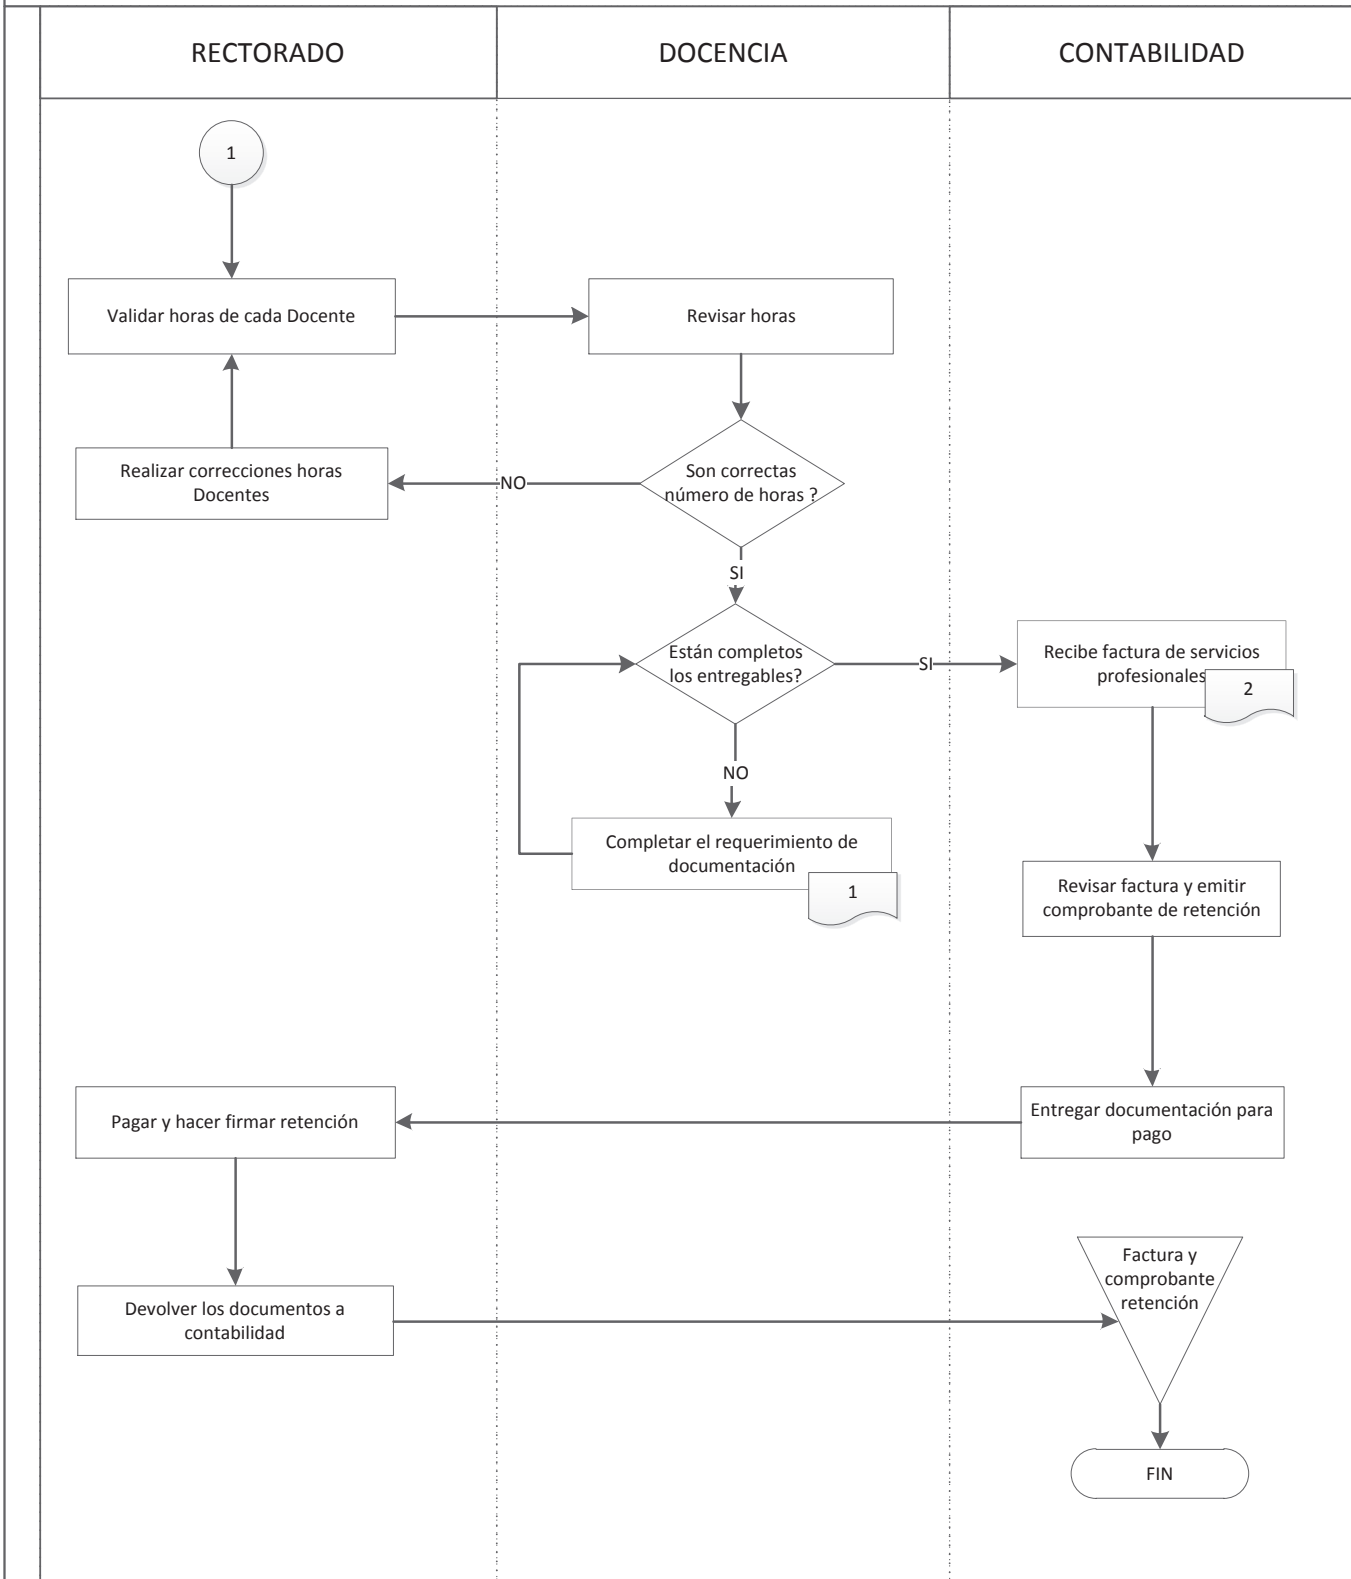 RECTORADO
DOCENCIA
CONTABILIDAD
1
Validar horas de cada Docente
Revisar horas
Realizar correcciones horas
Docentes
NO
Son correctas
número de horas ?
SI
Están completos
los entregables?
SI
Recibe factura de servicios
profesionales
2
NO
Completar el requerimiento de
documentación
1
Revisar factura y emitir
comprobante de retención
Pagar y hacer firmar retención
Entregar documentación para
pago
Devolver los documentos a
contabilidad
Factura y
comprobante
retención
FIN